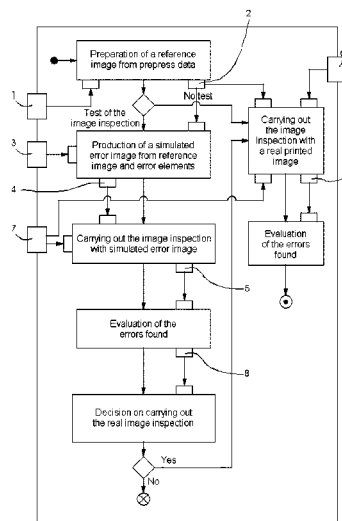 2
Preparation of a reference
image from prepress data
1
Test of the
image inspection
No test
3
Production of a simulated
error image from reference
image and error elements
Carrying out
the image
inspection with
a real printed
image
4
7
Carrying out the image inspection
with simulated error image
5
Evaluation
of the errors
found
Evaluation of the
errors found
8
Decision on carrying out
the real image inspection
Yes
No